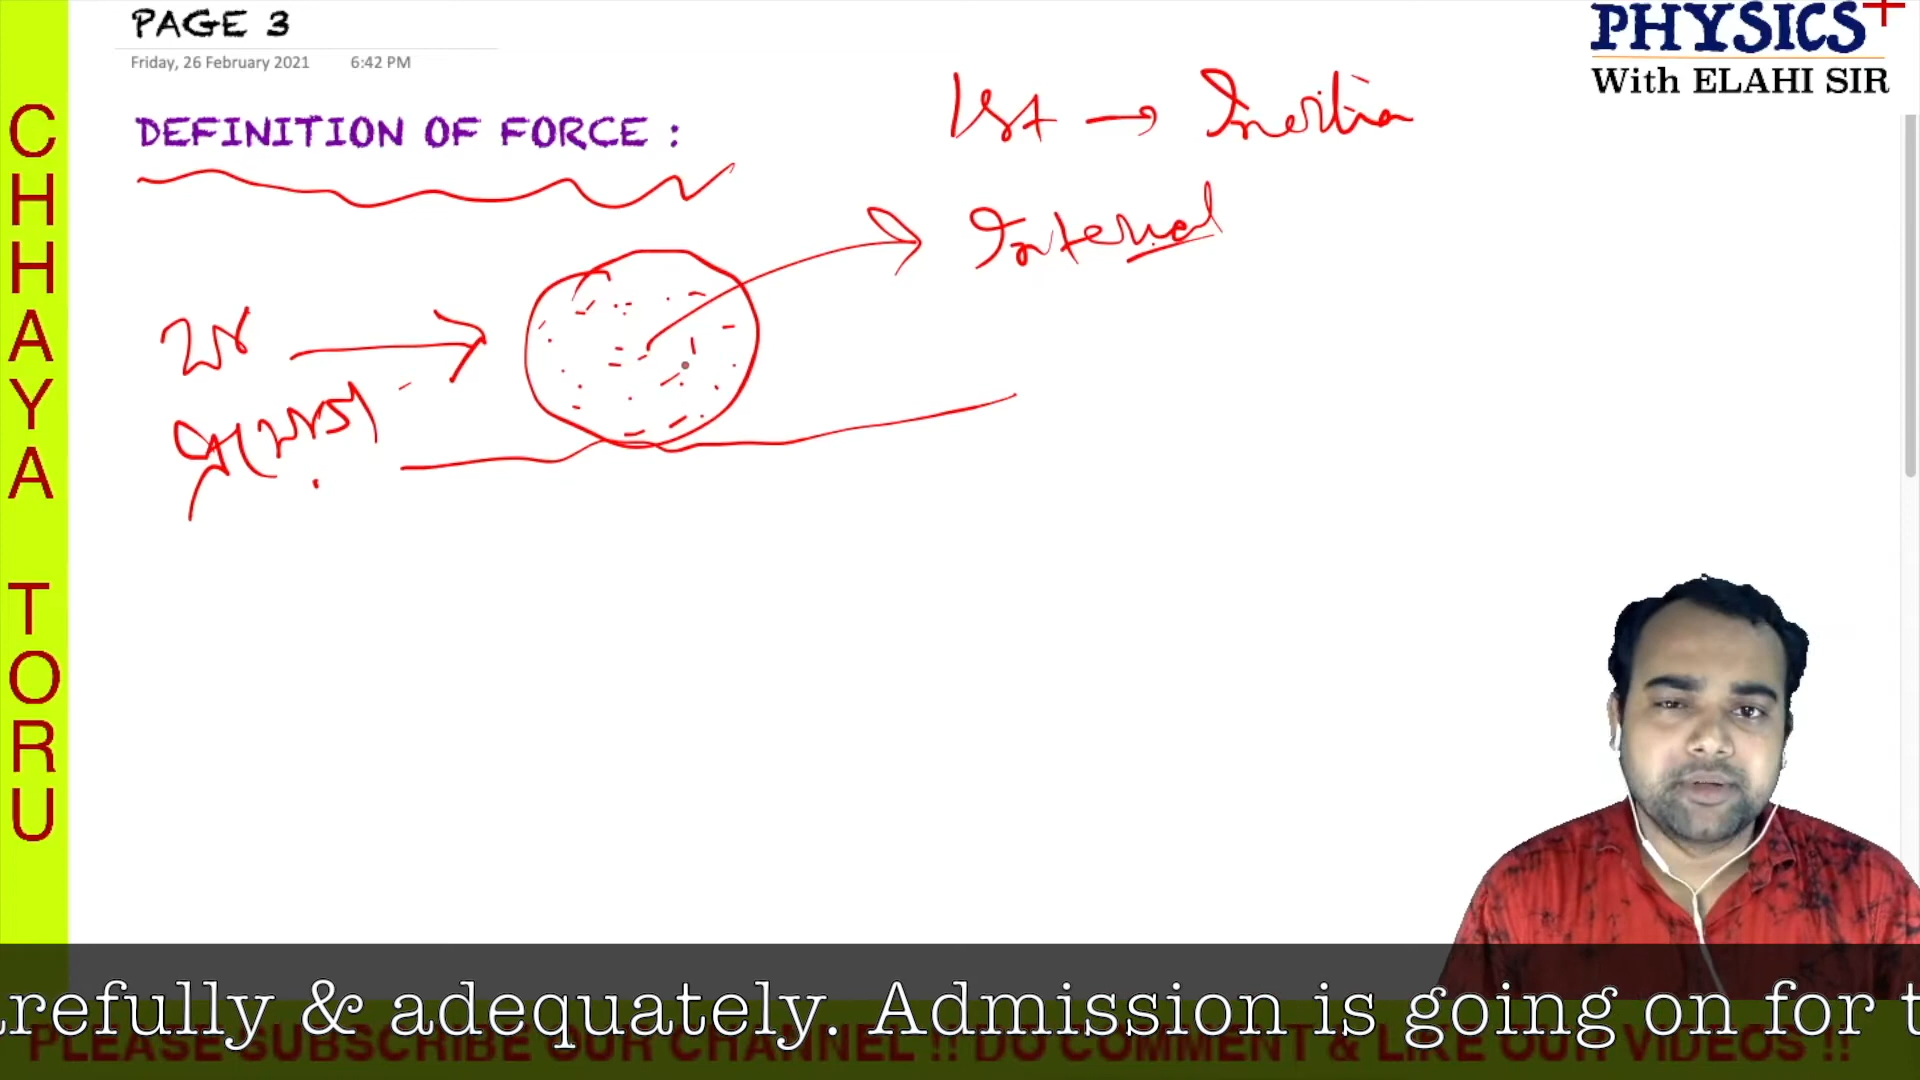 PAGE 3
Friday, 26 February 2021 6:42 PM
PHYSICS+
With ELAHI SIR
DEFINITION OF FORCE :
1st → Inertia
Internal
CHHAYA TORU
refully & adequately. Admission is going on for t
PLEASE SUBSCRIBE OUR CHANNEL !! DO COMMENT & LIKE OUR VIDEOS !!